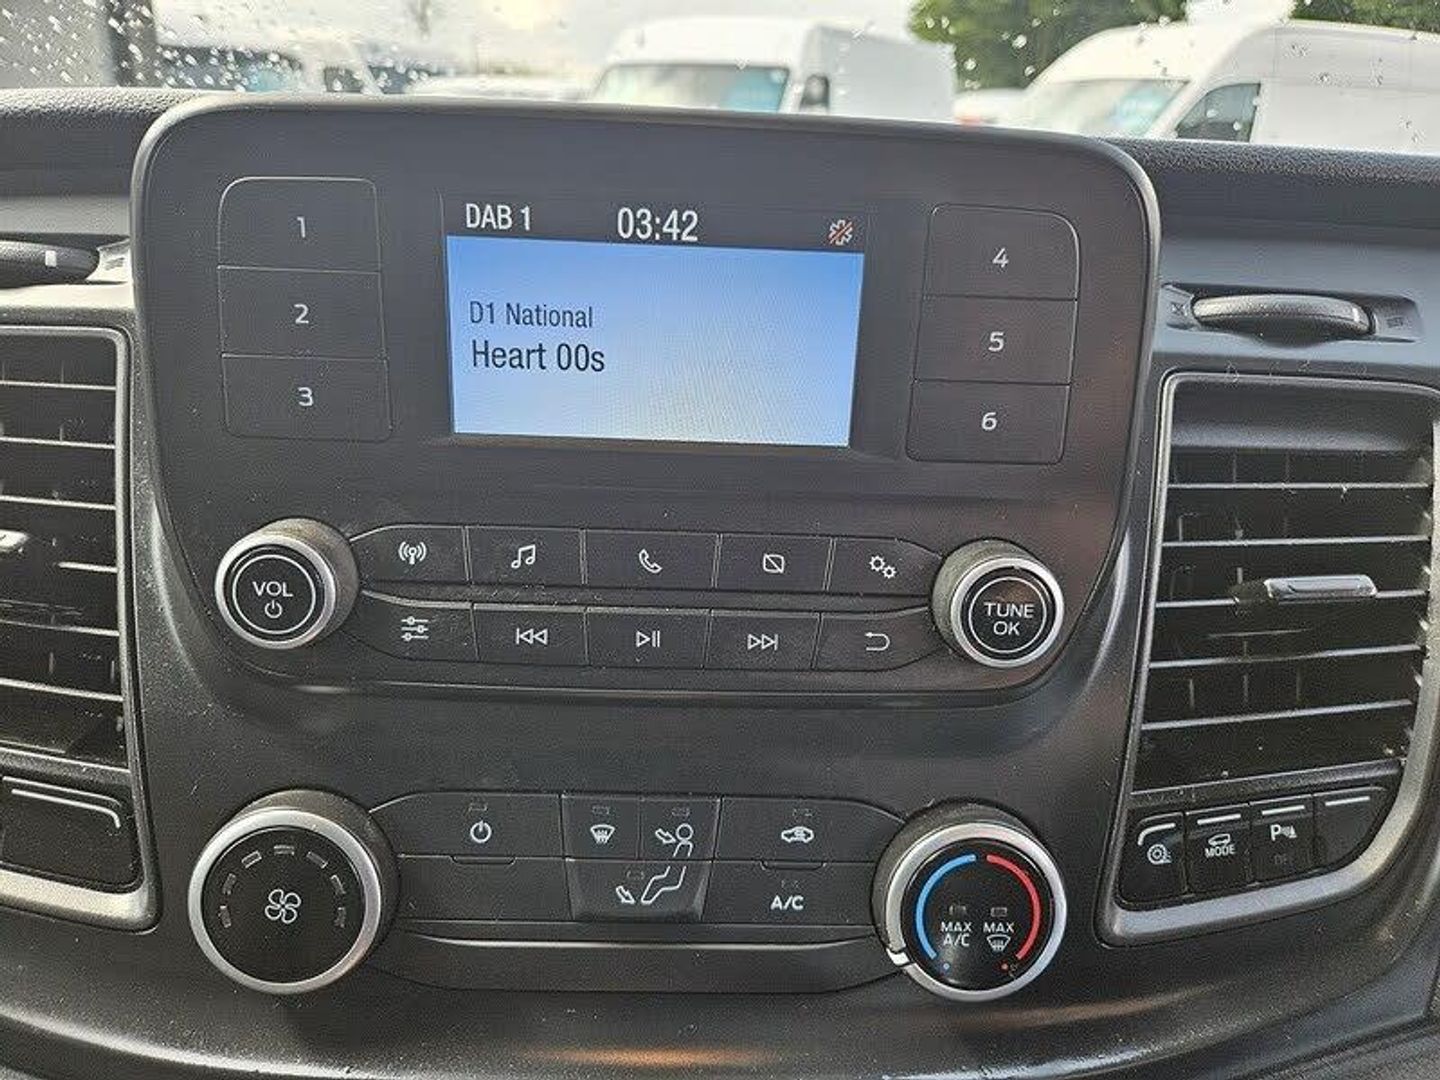 DAB 1 03:42
D1 National
Heart 00s
1
2
3
4
5
6
VOL
TUNE
OK
A/C
MAX A/C
MAX
MODE
P
OFF